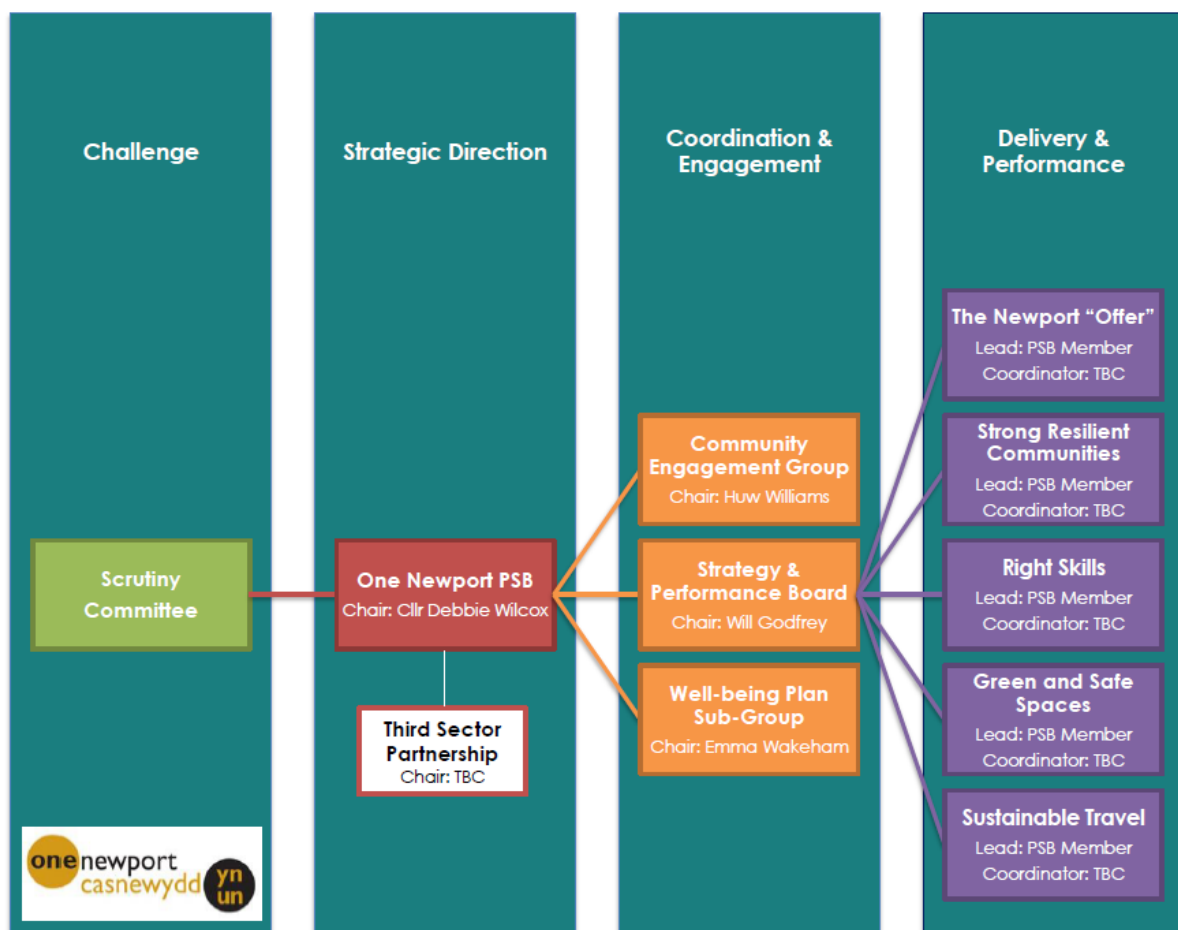 Challenge
Strategic Direction
Coordination &
Engagement
Delivery &
Performance
Scrutiny
Committee
One Newport PSB
Chair: Cllr Debbie Wilcox
Third Sector
Partnership
Chair: TBC
Community
Engagement Group
Chair: Huw Williams
Strategy &
Performance Board
Chair: Will Godfrey
Well-being Plan
Sub-Group
Chair: Emma Wakeham
The Newport “Offer”
Lead: PSB Member
Coordinator: TBC
Strong Resilient
Communities
Lead: PSB Member
Coordinator: TBC
Right Skills
Lead: PSB Member
Coordinator: TBC
Green and Safe
Spaces
Lead: PSB Member
Coordinator: TBC
Sustainable Travel
Lead: PSB Member
Coordinator: TBC
onenewport
casnewydd
yn
un